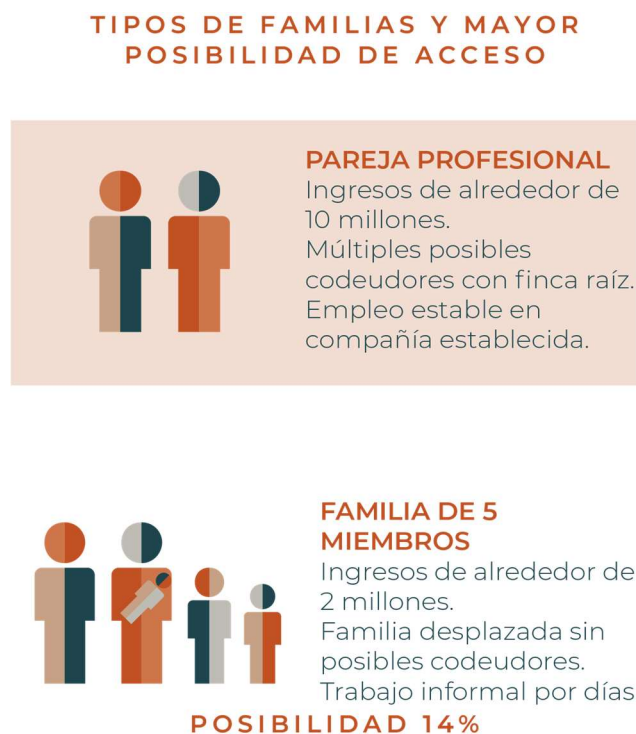 TIPOS DE FAMILIAS Y MAYOR
POSIBILIDAD DE ACCESO
PAREJA PROFESIONAL
Ingresos de alrededor de
10 millones.
Múltiples posibles
codeudores con finca raíz.
Empleo estable en
compañía establecida.
FAMILIA DE 5
MIEMBROS
Ingresos de alrededor de
2 millones.
Familia desplazada sin
posibles codeudores.
Trabajo informal por días
POSIBILIDAD 14%